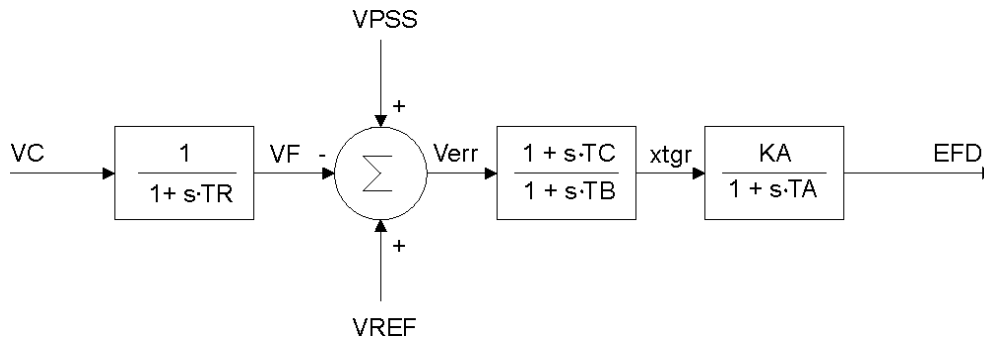 VPSS
+
VC
1
1+ s·TR
VF
-
∑
Verr
1 + s·TC
1 + s·TB
xtgr
KA
1 + s·TA
EFD
+
VREF